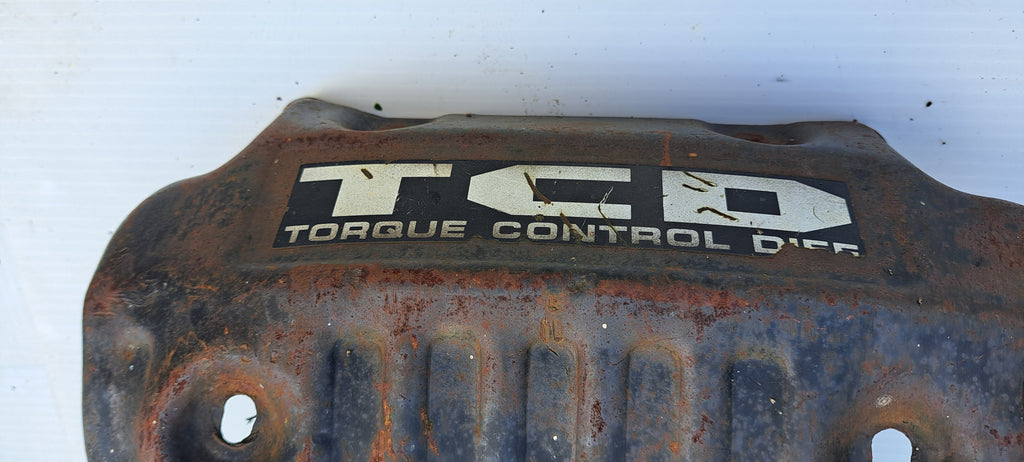 TCD
TORQUE CONTROL DIFF